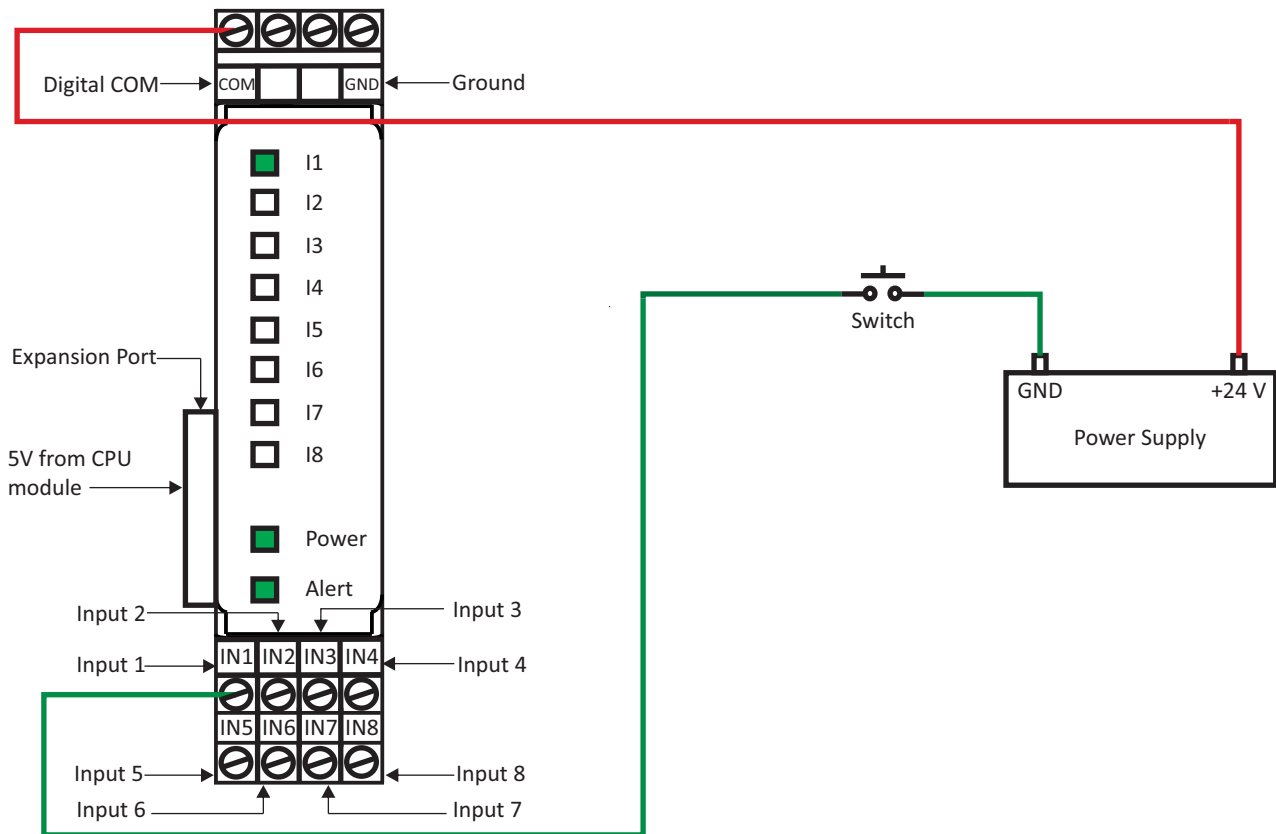 Digital COM
COM
GND
Ground
I1
I2
I3
I4
I5
I6
I7
I8
Expansion Port
5V from CPU
module
Switch
GND
+24 V
Power Supply
Power
Alert
Input 2
Input 3
Input 1
IN1 IN2 IN3 IN4
Input 4
IN5 IN6 IN7 IN8
Input 5
Input 8
Input 6
Input 7